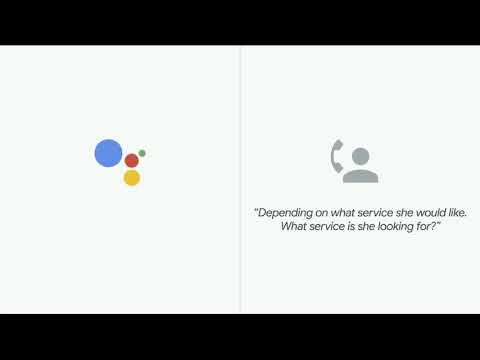 “Depending on what service she would like.
What service is she looking for?”